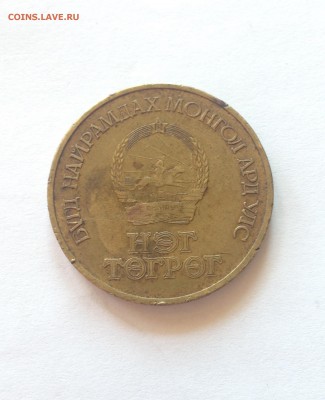 COINS.LAVE.RU
БҮГД НАЙРАМДАХ МОНГОЛ АРД УЛС
НЭГ
ТӨГРӨГ